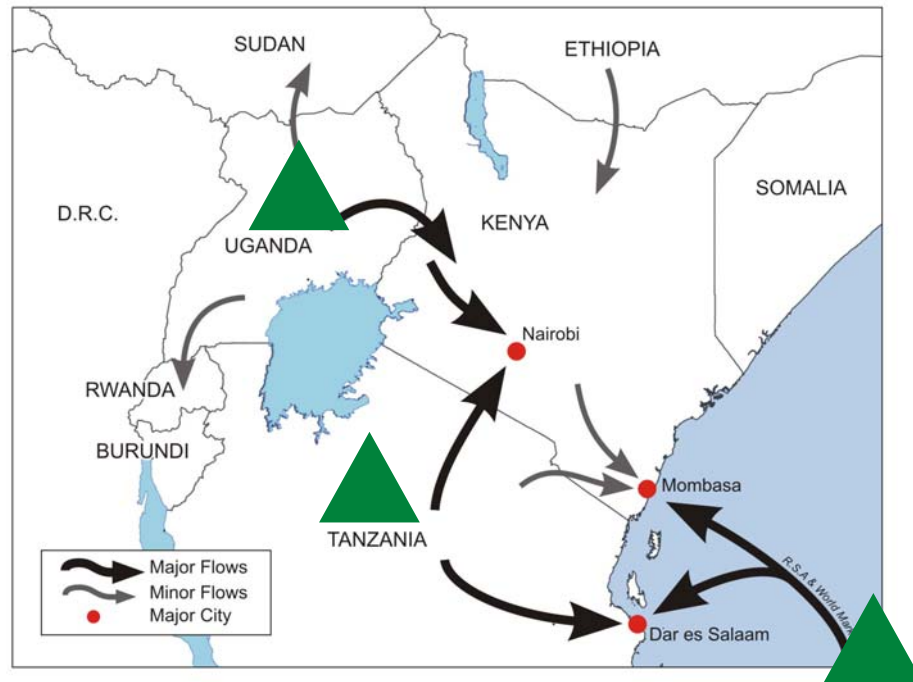 SUDAN
ETHIOPIA
SOMALIA
D.R.C.
KENYA
UGANDA
Nairobi
RWANDA
BURUNDI
Mombasa
TANZANIA
R.S.A & World
Dar es Salaam
Major Flows
Minor Flows
Major City